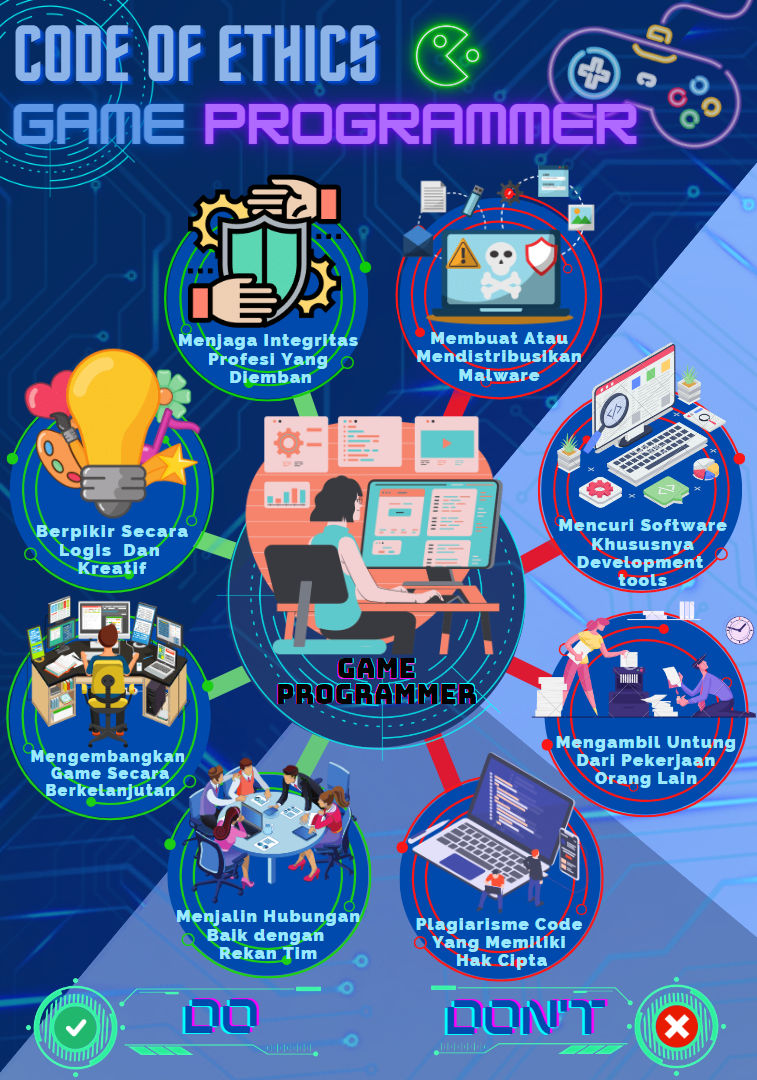 CODE OF ETHICS
GAME PROGRAMMER
Menjaga Integritas
Profesi Yang
Diemban
Membuat Atau
Mendistribusikan
Malware
Berpikir Secara
Logis Dan
Kreatif
Mencuri Software
Khususnya
Development
tools
GAME
PROGRAMMER
Mengembangkan
Game Secara
Berkelanjutan
Mengambil Untung
Dari Pekerjaan
Orang Lain
Menjalin Hubungan
Baik dengan
Rekan Tim
Plagiarisme Code
Yang Memiliki
Hak Cipta
DO
DON'T